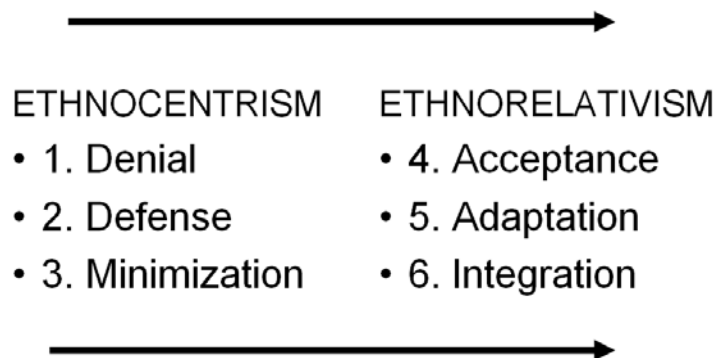 ETHNOCENTRISM
• 1. Denial
• 2. Defense
• 3. Minimization
ETHNORELATIVISM
• 4. Acceptance
• 5. Adaptation
• 6. Integration